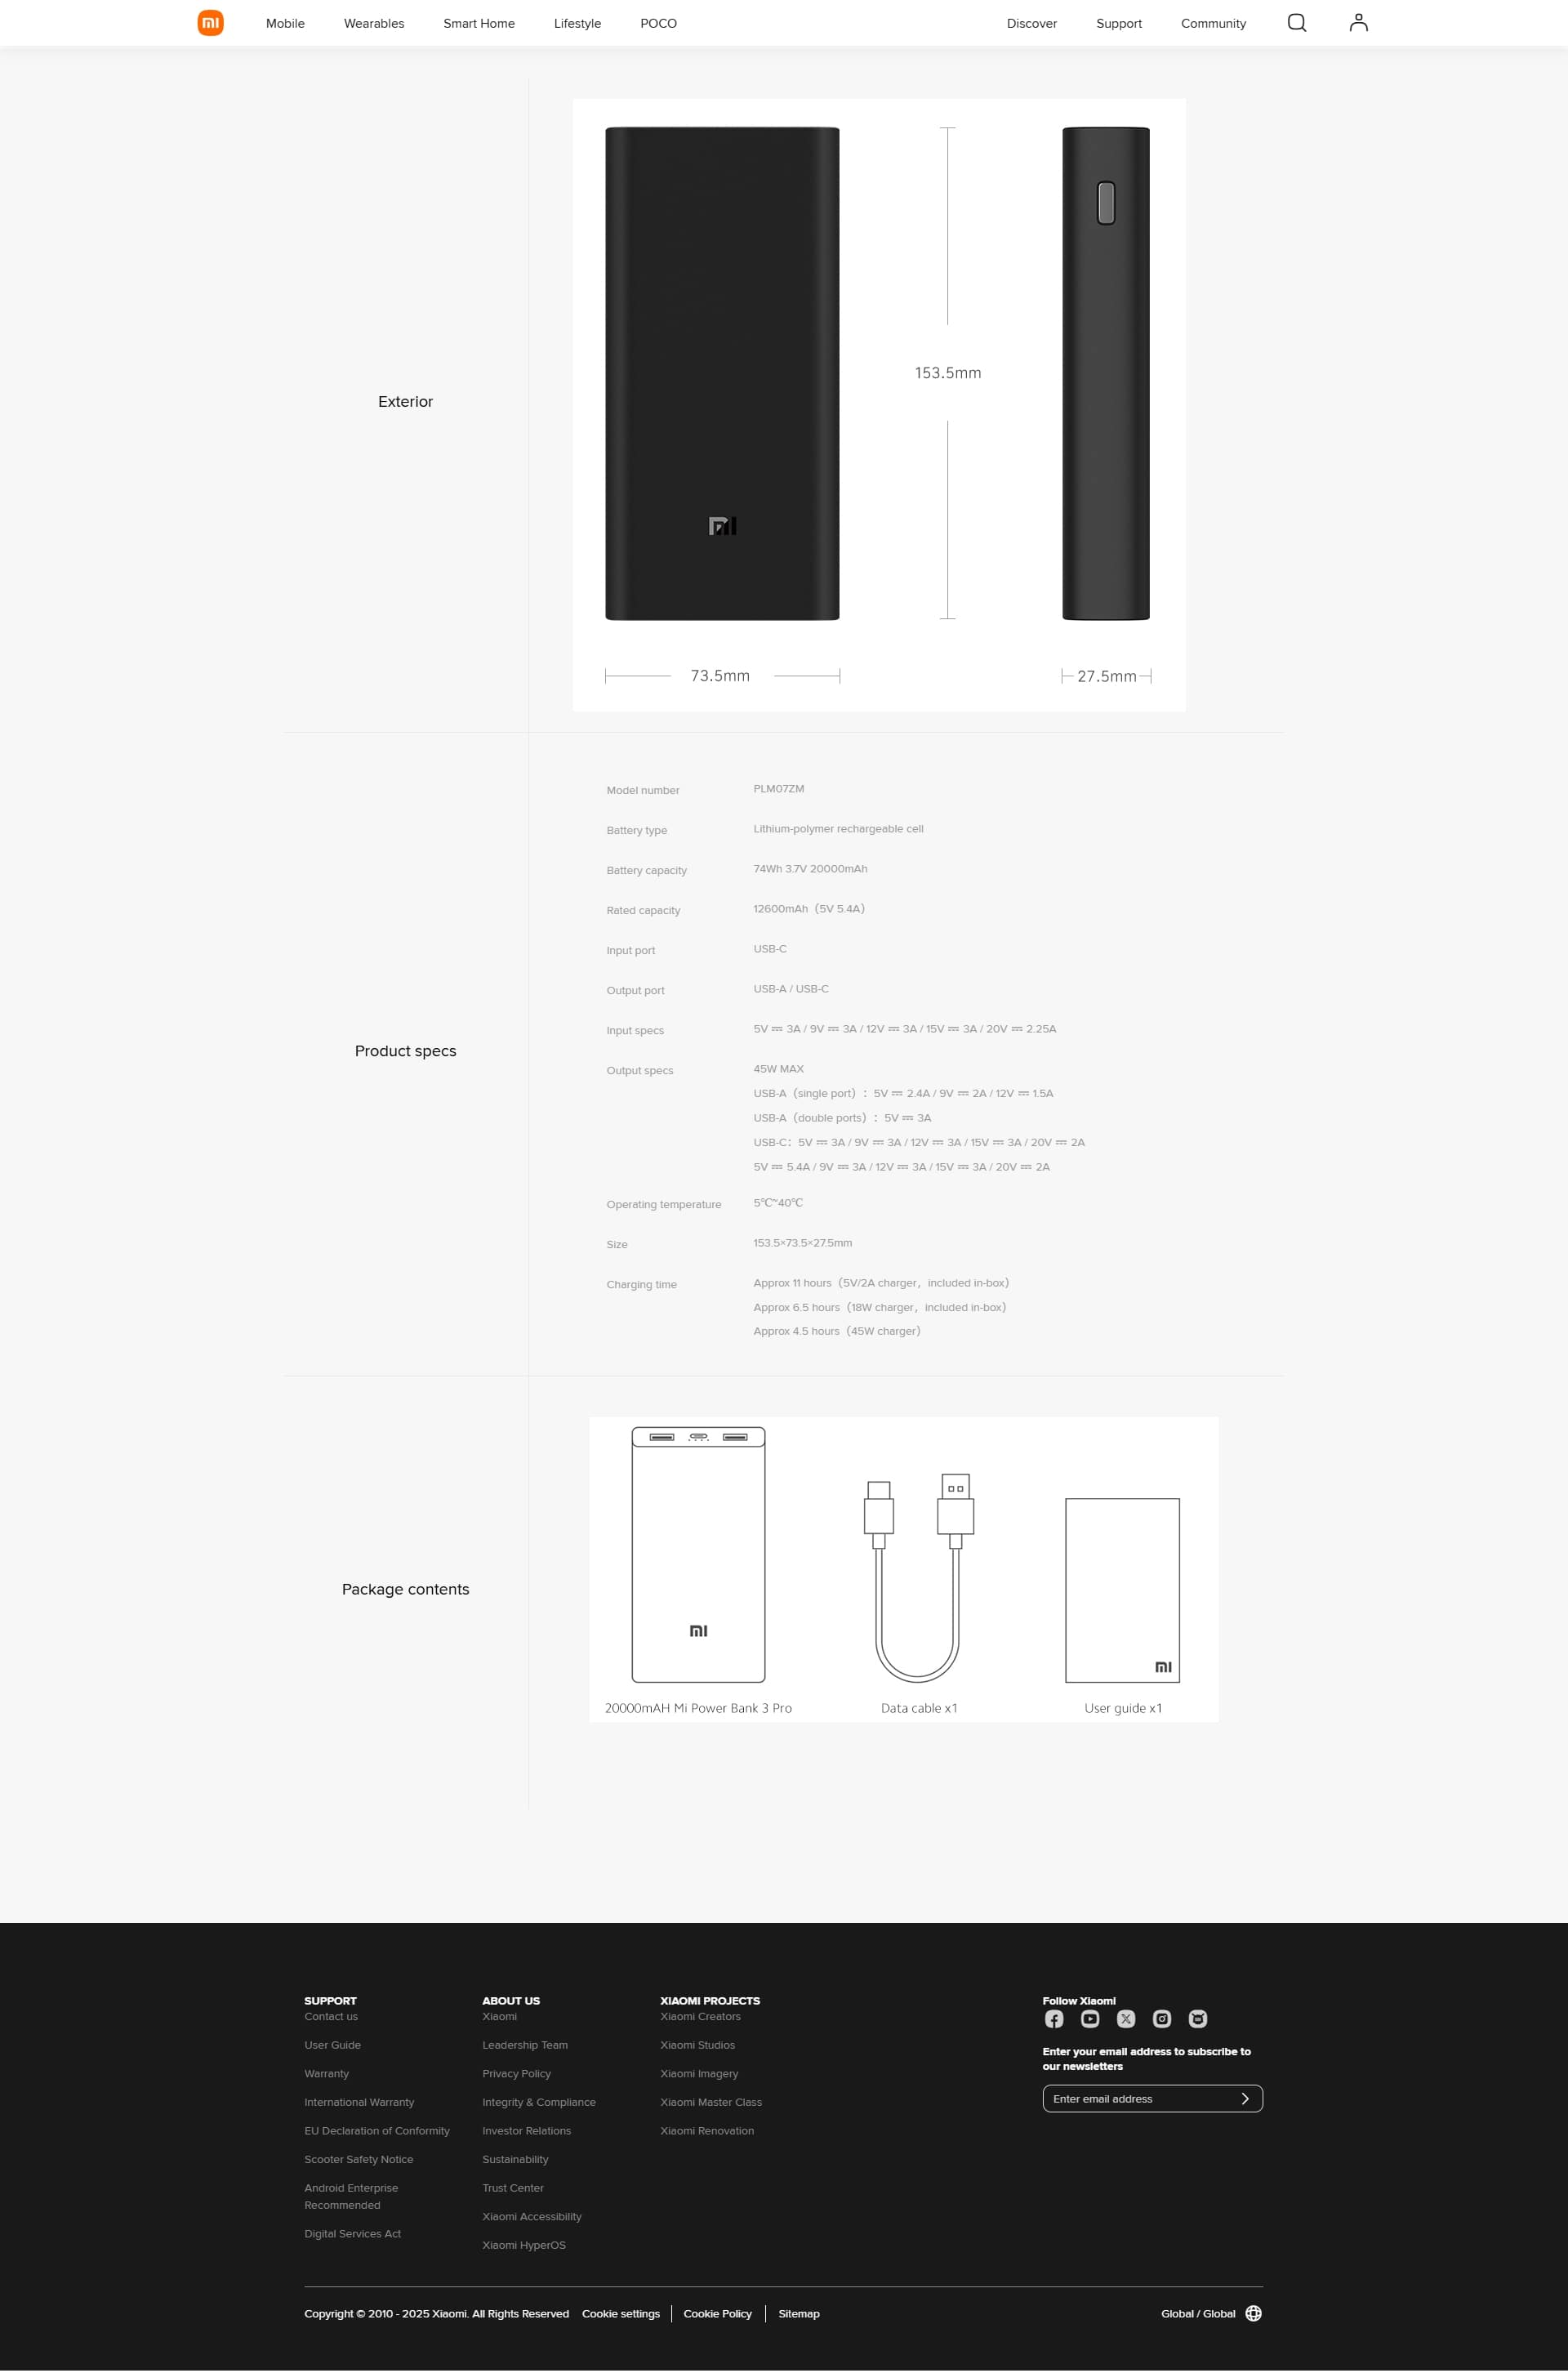 Mobile Wearables Smart Home Lifestyle POCO Discover Support Community
Exterior
153.5mm
73.5mm
27.5mm
Product specs
Model number PLM07ZM
Battery type Lithium-polymer rechargeable cell
Battery capacity 74Wh 3.7V 20000mAh
Rated capacity 12600mAh（5V 5.4A）
Input port USB-C
Output port USB-A / USB-C
Input specs 5V ⎓ 3A / 9V ⎓ 3A / 12V ⎓ 3A / 15V ⎓ 3A / 20V ⎓ 2.25A
Output specs 45W MAX
USB-A（single port）：5V ⎓ 2.4A / 9V ⎓ 2A / 12V ⎓ 1.5A
USB-A（double ports）：5V ⎓ 3A
USB-C：5V ⎓ 3A / 9V ⎓ 3A / 12V ⎓ 3A / 15V ⎓ 3A / 20V ⎓ 2A
5V ⎓ 5.4A / 9V ⎓ 3A / 12V ⎓ 3A / 15V ⎓ 3A / 20V ⎓ 2A
Operating temperature 5℃~40℃
Size 153.5×73.5×27.5mm
Charging time Approx 11 hours（5V/2A charger，included in-box）
Approx 6.5 hours（18W charger，included in-box）
Approx 4.5 hours（45W charger）
Package contents
20000mAH Mi Power Bank 3 Pro
Data cable x1
User guide x1
SUPPORT
Contact us
User Guide
Warranty
International Warranty
EU Declaration of Conformity
Scooter Safety Notice
Android Enterprise
Recommended
Digital Services Act
ABOUT US
Xiaomi
Leadership Team
Privacy Policy
Integrity & Compliance
Investor Relations
Sustainability
Trust Center
Xiaomi Accessibility
Xiaomi HyperOS
XIAOMI PROJECTS
Xiaomi Creators
Xiaomi Studios
Xiaomi Imagery
Xiaomi Master Class
Xiaomi Renovation
Follow Xiaomi
Enter your email address to subscribe to
our newsletters
Enter email address
Copyright © 2010 - 2025 Xiaomi. All Rights Reserved Cookie settings Cookie Policy Sitemap Global / Global